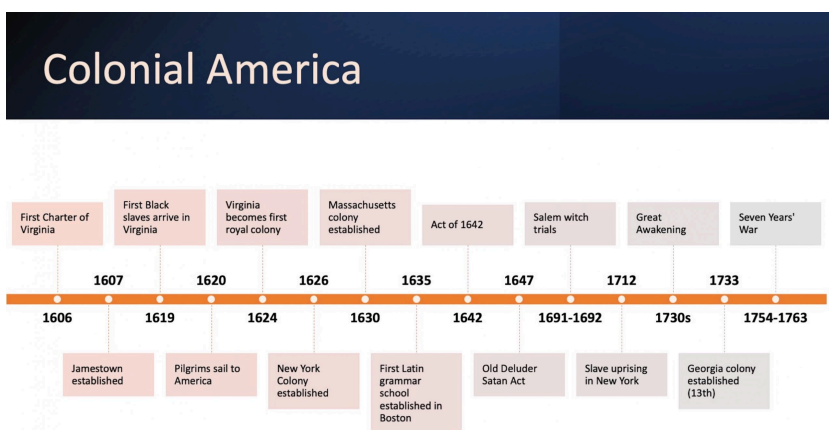 Colonial America
First Charter of
Virginia
First Black
slaves arrive in
Virginia
Virginia
becomes first
royal colony
Massachusetts
colony
established
Act of 1642
Salem witch
trials
Great
Awakening
Seven Years'
War
1607
1620
1626
1635
1647
1712
1733
1606
1619
1624
1630
1642
1691-1692
1730s
1754-1763
Jamestown
established
Pilgrims sail to
America
New York
Colony
established
First Latin
grammar
school
established in
Boston
Old Deluder
Satan Act
Slave uprising
in New York
Georgia colony
established
(13th)